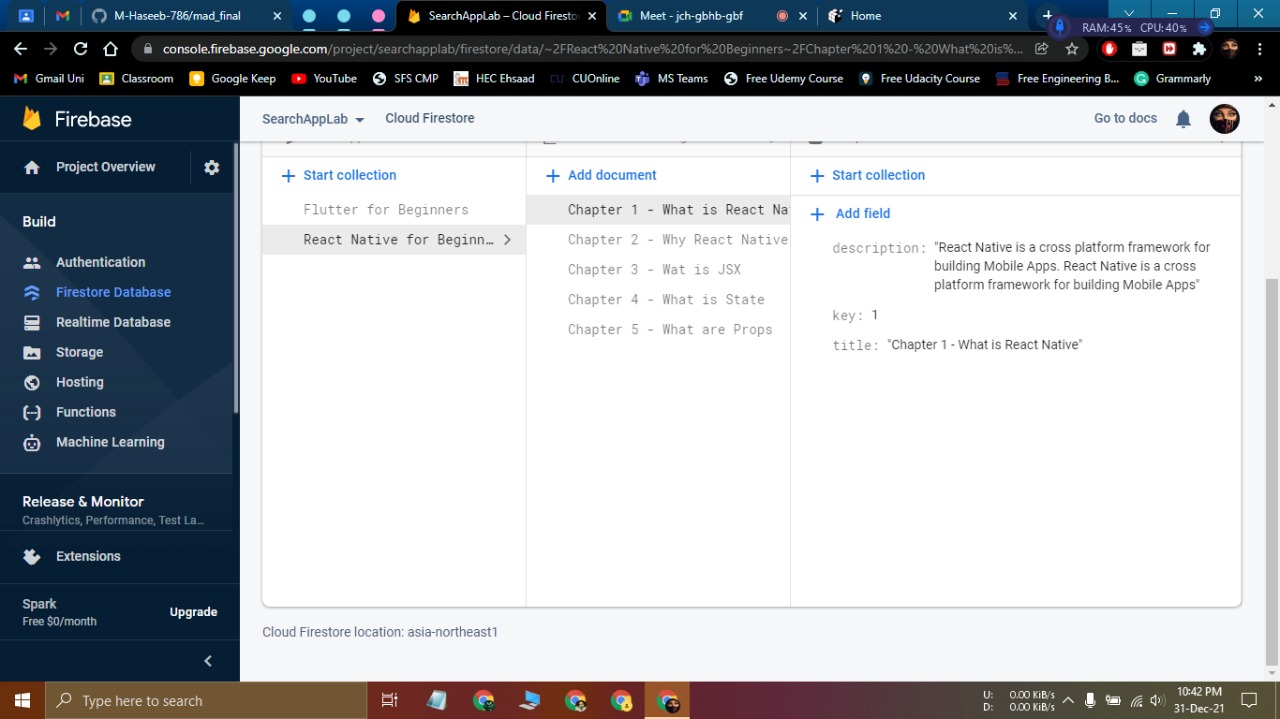 M-Haseeb-786/mad_final
SearchAppLab – Cloud Firesto
Meet - jch-gbhb-gbf
Home
RAM:45% CPU:40%
console.firebase.google.com/project/searchapplab/firestore/data/~2FReact%20Native%20for%20Beginners~2FChapter%201%20-%20What%20is%...
Gmail Uni
Classroom
Google Keep
YouTube
SFS CMP
HEC Ehsaad
CU CUOnline
MS Teams
Free Udemy Course
Free Udacity Course
Free Engineering B...
Grammarly
»
Firebase
SearchAppLab
Cloud Firestore
Go to docs
Project Overview
Build
Authentication
Firestore Database
Realtime Database
Storage
Hosting
Functions
Machine Learning
Release & Monitor
Crashlytics, Performance, Test La...
Extensions
Spark
Free $0/month
Upgrade
+ Start collection
Flutter for Beginners
React Native for Beginn…
+ Add document
Chapter 1 - What is React Na
Chapter 2 - Why React Native
Chapter 3 - Wat is JSX
Chapter 4 - What is State
Chapter 5 - What are Props
+ Start collection
+ Add field
description: "React Native is a cross platform framework for
building Mobile Apps. React Native is a cross
platform framework for building Mobile Apps"
key: 1
title: "Chapter 1 - What is React Native"
Cloud Firestore location: asia-northeast1
Type here to search
U: 0.00 KiB/s
D: 0.00 KiB/s
10:42 PM
31-Dec-21